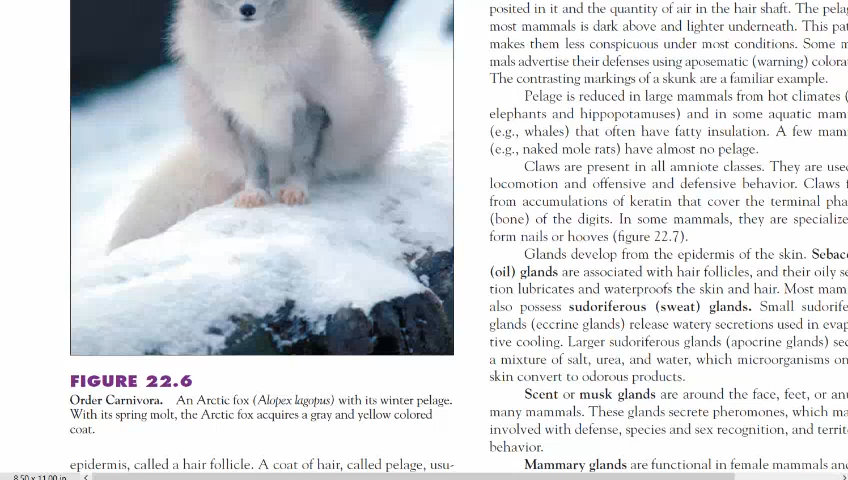 FIGURE 22.6
Order Carnivora. An Arctic fox (Alopex lagopus) with its winter pelage.
With its spring molt, the Arctic fox acquires a gray and yellow colored
coat.
epidermis, called a hair follicle. A coat of hair, called pelage, usu-
posited in it and the quantity of air in the hair shaft. The pelag
most mammals is dark above and lighter underneath. This pat
makes them less conspicuous under most conditions. Some m
mals advertise their defenses using aposematic (warning) colora
The contrasting markings of a skunk are a familiar example.
Pelage is reduced in large mammals from hot climates (
elephants and hippopotamuses) and in some aquatic mam
(e.g., whales) that often have fatty insulation. A few mam
(e.g., naked mole rats) have almost no pelage.
Claws are present in all amniote classes. They are used
locomotion and offensive and defensive behavior. Claws f
from accumulations of keratin that cover the terminal pha
(bone) of the digits. In some mammals, they are specialize
form nails or hooves (figure 22.7).
Glands develop from the epidermis of the skin. Sebac
(oil) glands are associated with hair follicles, and their oily se
tion lubricates and waterproofs the skin and hair. Most mam
also possess sudoriferous (sweat) glands. Small sudorife
glands (eccrine glands) release watery secretions used in evap
tive cooling. Larger sudoriferous glands (apocrine glands) sec
a mixture of salt, urea, and water, which microorganisms on
skin convert to odorous products.
Scent or musk glands are around the face, feet, or anu
many mammals. These glands secrete pheromones, which ma
involved with defense, species and sex recognition, and territo
behavior.
Mammary glands are functional in female mammals and
8.50 x 11.00 in